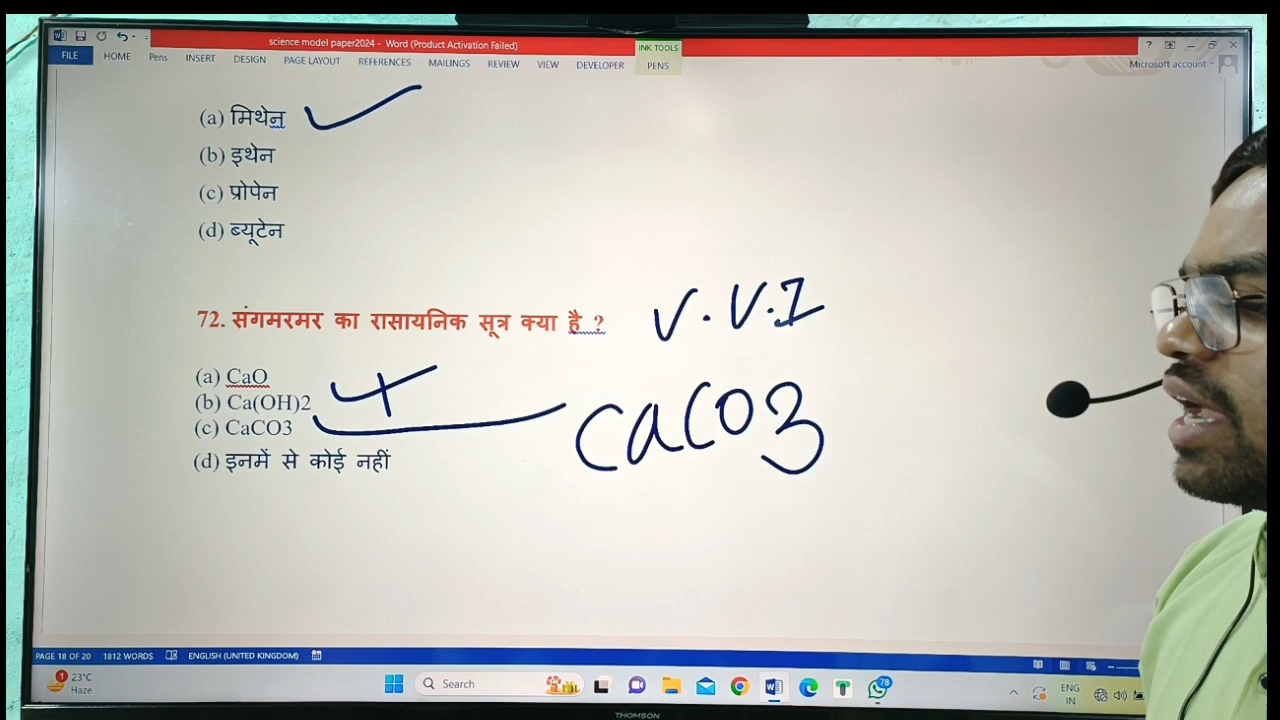 science model paper2024 - Word (Product Activation Failed)
INK TOOLS
FILE HOME Pens INSERT DESIGN PAGE LAYOUT REFERENCES MAILINGS REVIEW VIEW DEVELOPER PENS
Microsoft account
(a) मिथेन
(b) इथेन
(c) प्रोपेन
(d) ब्यूटेन
72. संगमरमर का रासायनिक सूत्र क्या है ?
V.V.I
(a) CaO
(b) Ca(OH)2
(c) CaCO3
CaCO3
(d) इनमें से कोई नहीं
PAGE 18 OF 20 1812 WORDS ENGLISH (UNITED KINGDOM)
1
23°C
Haze
Search
78
ENG
IN
THOMSON